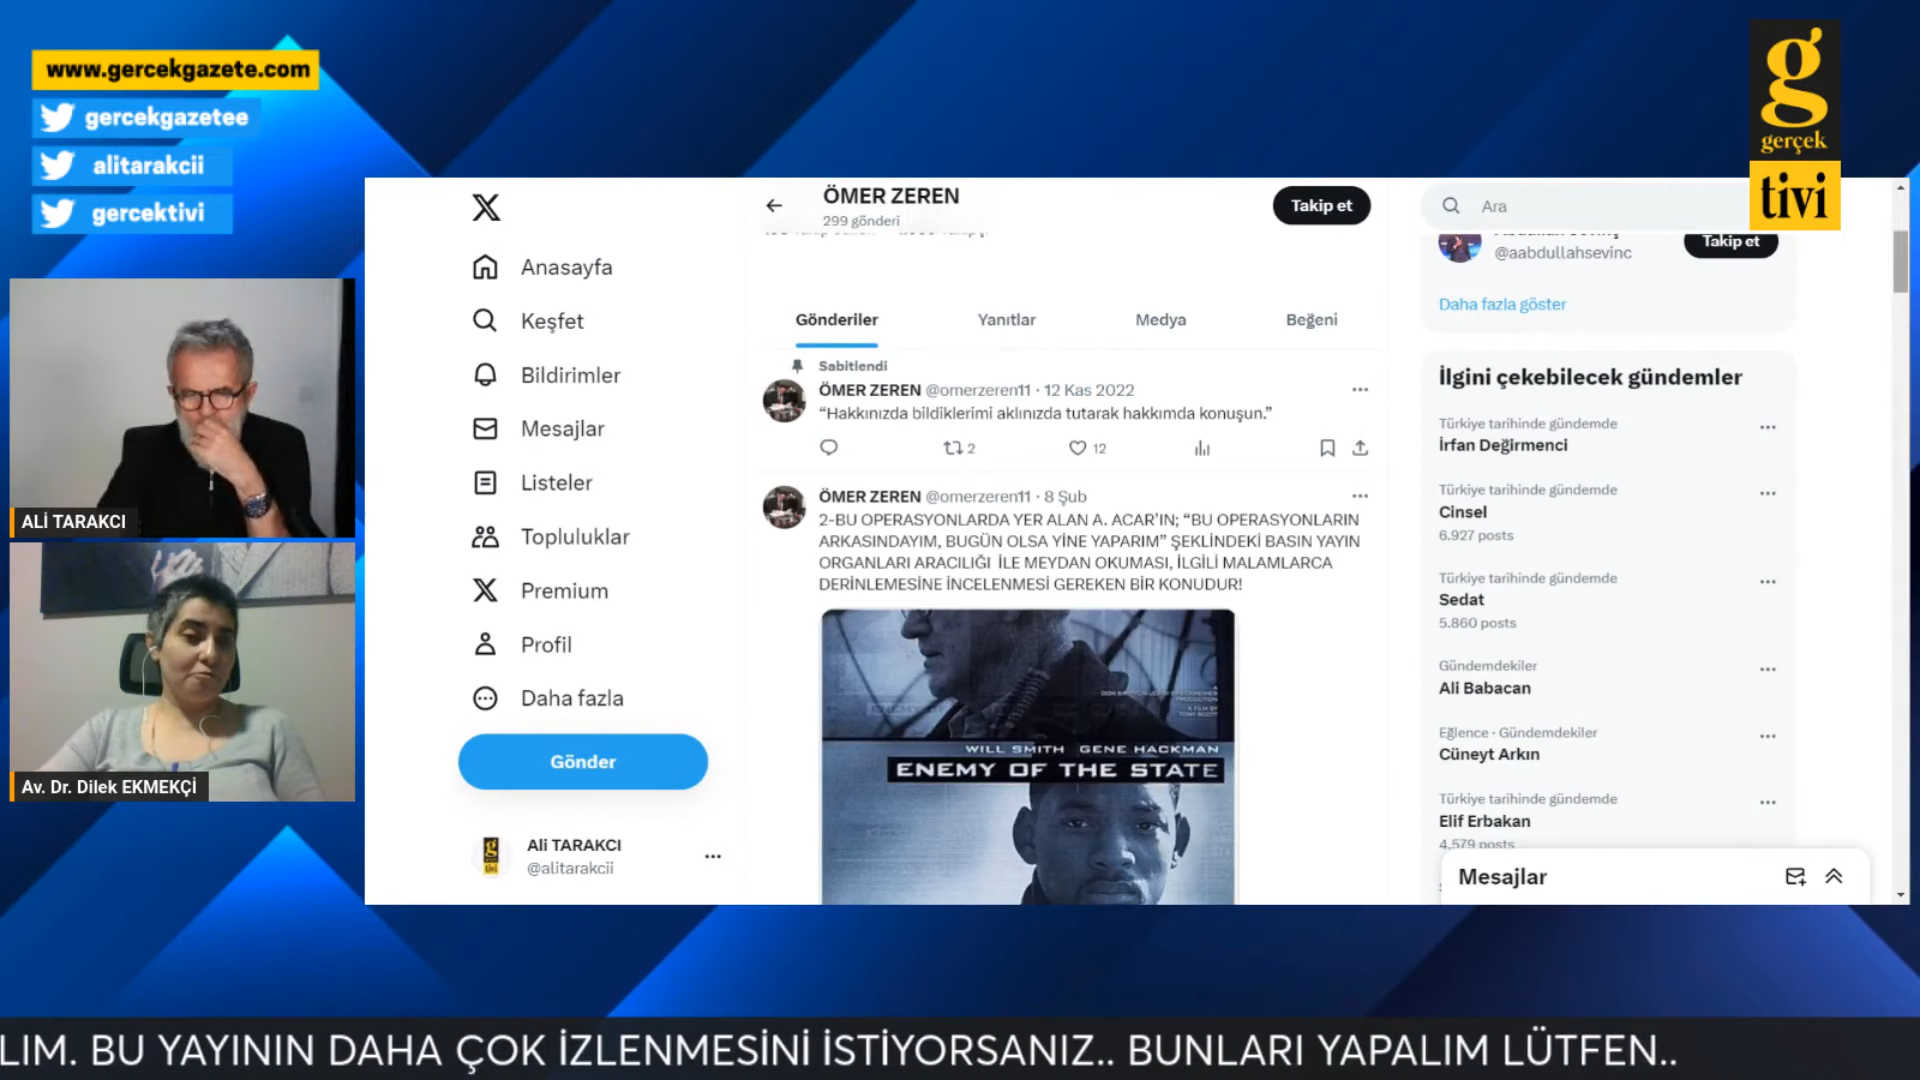 www.gercekgazete.com
gercekgazetee
alitarakcii
gercektivi
g
gerçek
tivi
ALİ TARAKCI
Av. Dr. Dilek EKMEKÇİ
Anasayfa
Keşfet
Bildirimler
Mesajlar
Listeler
Topluluklar
Premium
Profil
Daha fazla
Gönder
Ali TARAKCI
@alitarakcii
ÖMER ZEREN
299 gönderi
Takip et
Gönderiler Yanıtlar Medya Beğeni
Sabitlendi
ÖMER ZEREN @omerzeren11 · 12 Kas 2022
“Hakkınızda bildiklerimi aklınızda tutarak hakkımda konuşun.”
2 12
ÖMER ZEREN @omerzeren11 · 8 Şub
2-BU OPERASYONLARDA YER ALAN A. ACAR’IN; “BU OPERASYONLARIN
ARKASINDAYIM, BUGÜN OLSA YİNE YAPARIM” ŞEKLİNDEKİ BASIN YAYIN
ORGANLARI ARACILIĞI İLE MEYDAN OKUMASI, İLGİLİ MALAMLARCA
DERİNLEMESİNE İNCELENMESİ GEREKEN BİR KONUDUR!
WILL SMITH GENE HACKMAN
ENEMY OF THE STATE
Ara
@aabdullahsevinc
Takip et
Daha fazla göster
İlgini çekebilecek gündemler
Türkiye tarihinde gündemde
İrfan Değirmenci
Türkiye tarihinde gündemde
Cinsel
6.927 posts
Türkiye tarihinde gündemde
Sedat
5.860 posts
Gündemdekiler
Ali Babacan
Eğlence · Gündemdekiler
Cüneyt Arkın
Türkiye tarihinde gündemde
Elif Erbakan
4.579 posts
Mesajlar
LIM. BU YAYININ DAHA ÇOK İZLENMESİNİ İSTİYORSANIZ.. BUNLARI YAPALIM LÜTFEN..